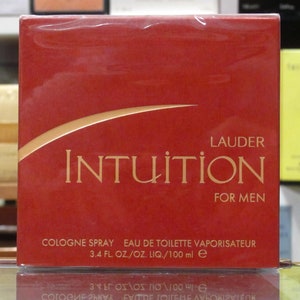 LAUDER
INTUiTiON
FOR MEN
COLOGNE SPRAY EAU DE TOILETTE VAPORISATEUR
3.4 FL. OZ./OZ. LIQ./100 ml ℮